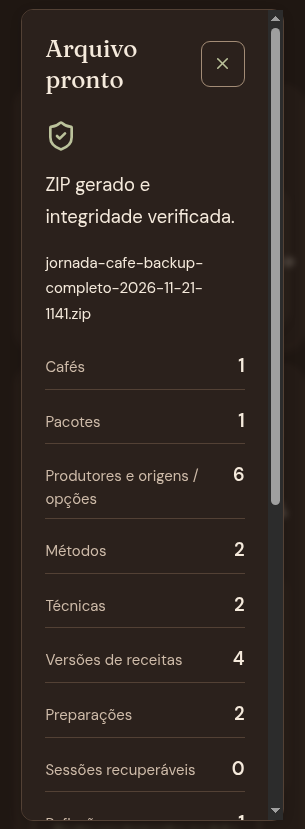 Arquivo
pronto
ZIP gerado e
integridade verificada.
jornada-cafe-backup-
completo-2026-11-21-
1141.zip
Cafés 1
Pacotes 1
Produtores e origens / 6
opções
Métodos 2
Técnicas 2
Versões de receitas 4
Preparações 2
Sessões recuperáveis 0